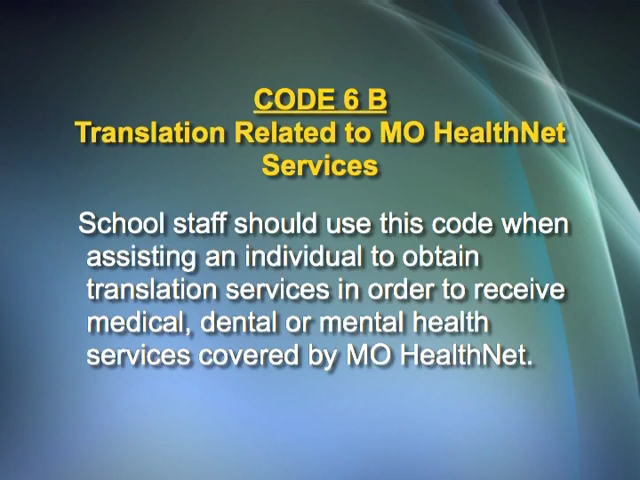 CODE 6 B
Translation Related to MO HealthNet
Services
School staff should use this code when
assisting an individual to obtain
translation services in order to receive
medical, dental or mental health
services covered by MO HealthNet.